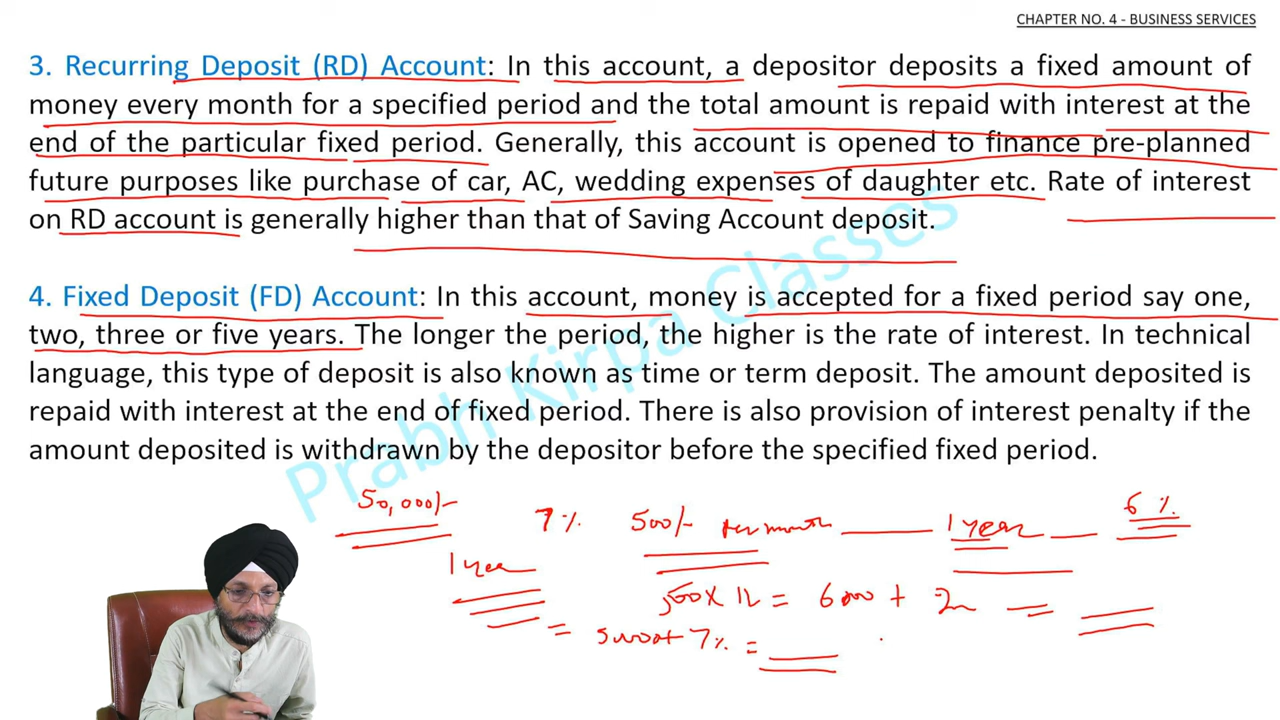 CHAPTER NO. 4 - BUSINESS SERVICES
3. Recurring Deposit (RD) Account: In this account, a depositor deposits a fixed amount of
money every month for a specified period and the total amount is repaid with interest at the
end of the particular fixed period. Generally, this account is opened to finance pre-planned
future purposes like purchase of car, AC, wedding expenses of daughter etc. Rate of interest
on RD account is generally higher than that of Saving Account deposit.
4. Fixed Deposit (FD) Account: In this account, money is accepted for a fixed period say one,
two, three or five years. The longer the period, the higher is the rate of interest. In technical
language, this type of deposit is also known as time or term deposit. The amount deposited is
repaid with interest at the end of fixed period. There is also provision of interest penalty if the
amount deposited is withdrawn by the depositor before the specified fixed period.
Prabh Kirpa Classes
50,000/- 7% 500/- per month 1 year 6%
1 year
500 x 12 = 6000 +
= + 7% =